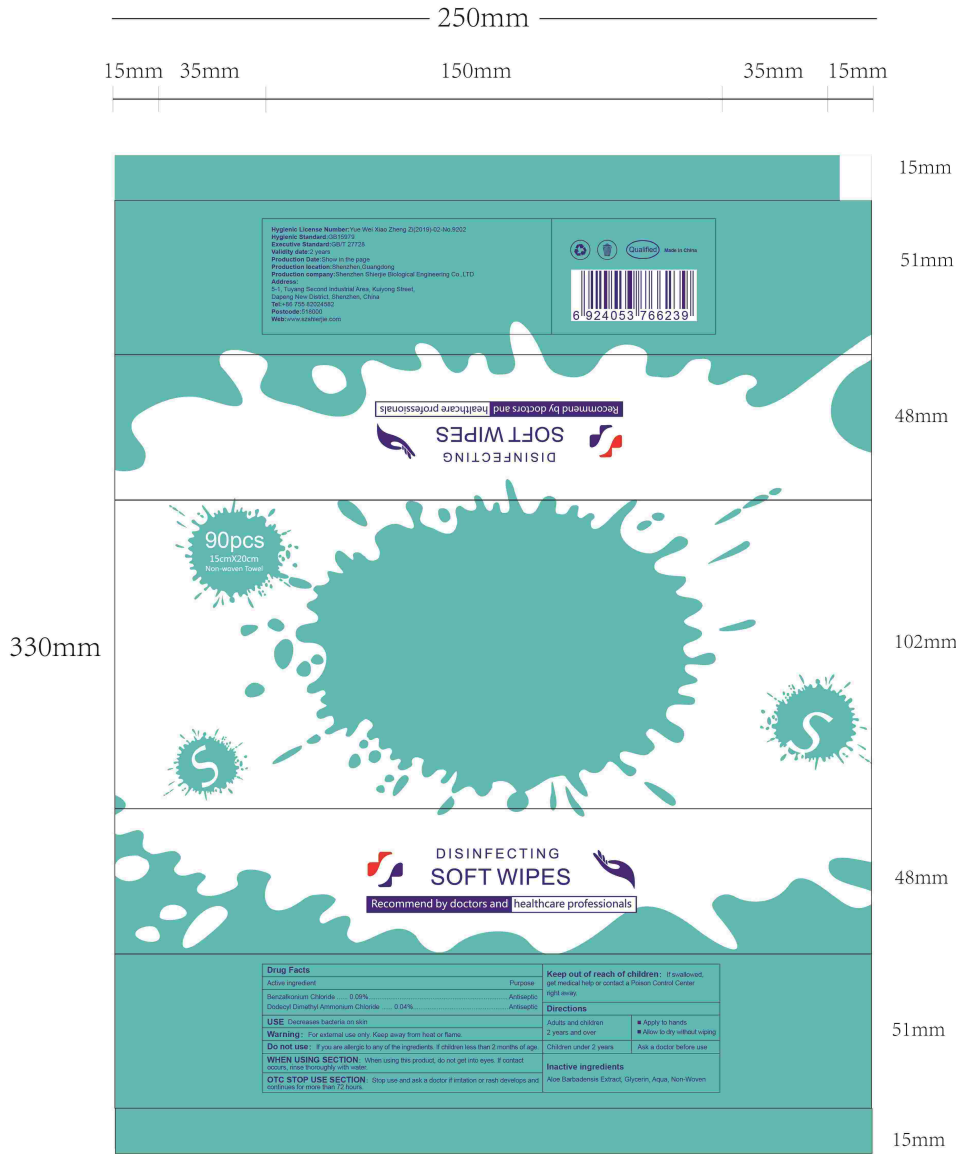 250mm
15mm 35mm 150mm 35mm 15mm
15mm
Hygienic License Number:Yue Wei Xiao Zheng Zi(2019)-02-No.9202
Hygienic Standard:GB15979
Executive Standard:GB/T 27728
Validity date:2 years
Production Date:Show in the page
Production location:Shenzhen,Guangdong
Production company:Shenzhen Shierjie Biological Engineering Co.,LTD
Address:
5-1, Tuyang Second Industrial Area, Kuiyong Street,
Dapeng New District, Shenzhen, China
Tel:+86 755 82024582
Postcode:518000
Web:www.szshierjie.com
Qualified
Made in China
6 924053 766239
51mm
DISINFECTING
SOFT WIPES
Recommend by doctors and healthcare professionals
48mm
90pcs
15cmX20cm
Non-woven Towel
330mm
102mm
S
S
DISINFECTING
SOFT WIPES
Recommend by doctors and healthcare professionals
48mm
Drug Facts
Active ingredient Purpose
Benzalkonium Chloride...... 0.09%...Antiseptic
Dodecyl Dimethyl Ammonium Chloride ...... 0.04%...Antiseptic
USE Decreases bacteria on skin
Warning: For external use only. Keep away from heat or flame.
Do not use: If you are allergic to any of the ingredients. If children less than 2 months of age.
WHEN USING SECTION: When using this product, do not get into eyes. If contact
occurs, rinse thoroughly with water.
OTC STOP USE SECTION: Stop use and ask a doctor if irritation or rash develops and
continues for more than 72 hours.
Keep out of reach of children: If swallowed,
get medical help or contact a Poison Control Center
right away.
Directions
Adults and children
2 years and over
■ Apply to hands
■ Allow to dry without wiping
Children under 2 years Ask a doctor before use
Inactive ingredients
Aloe Barbadensis Extract, Glycerin, Aqua, Non-Woven
51mm
15mm